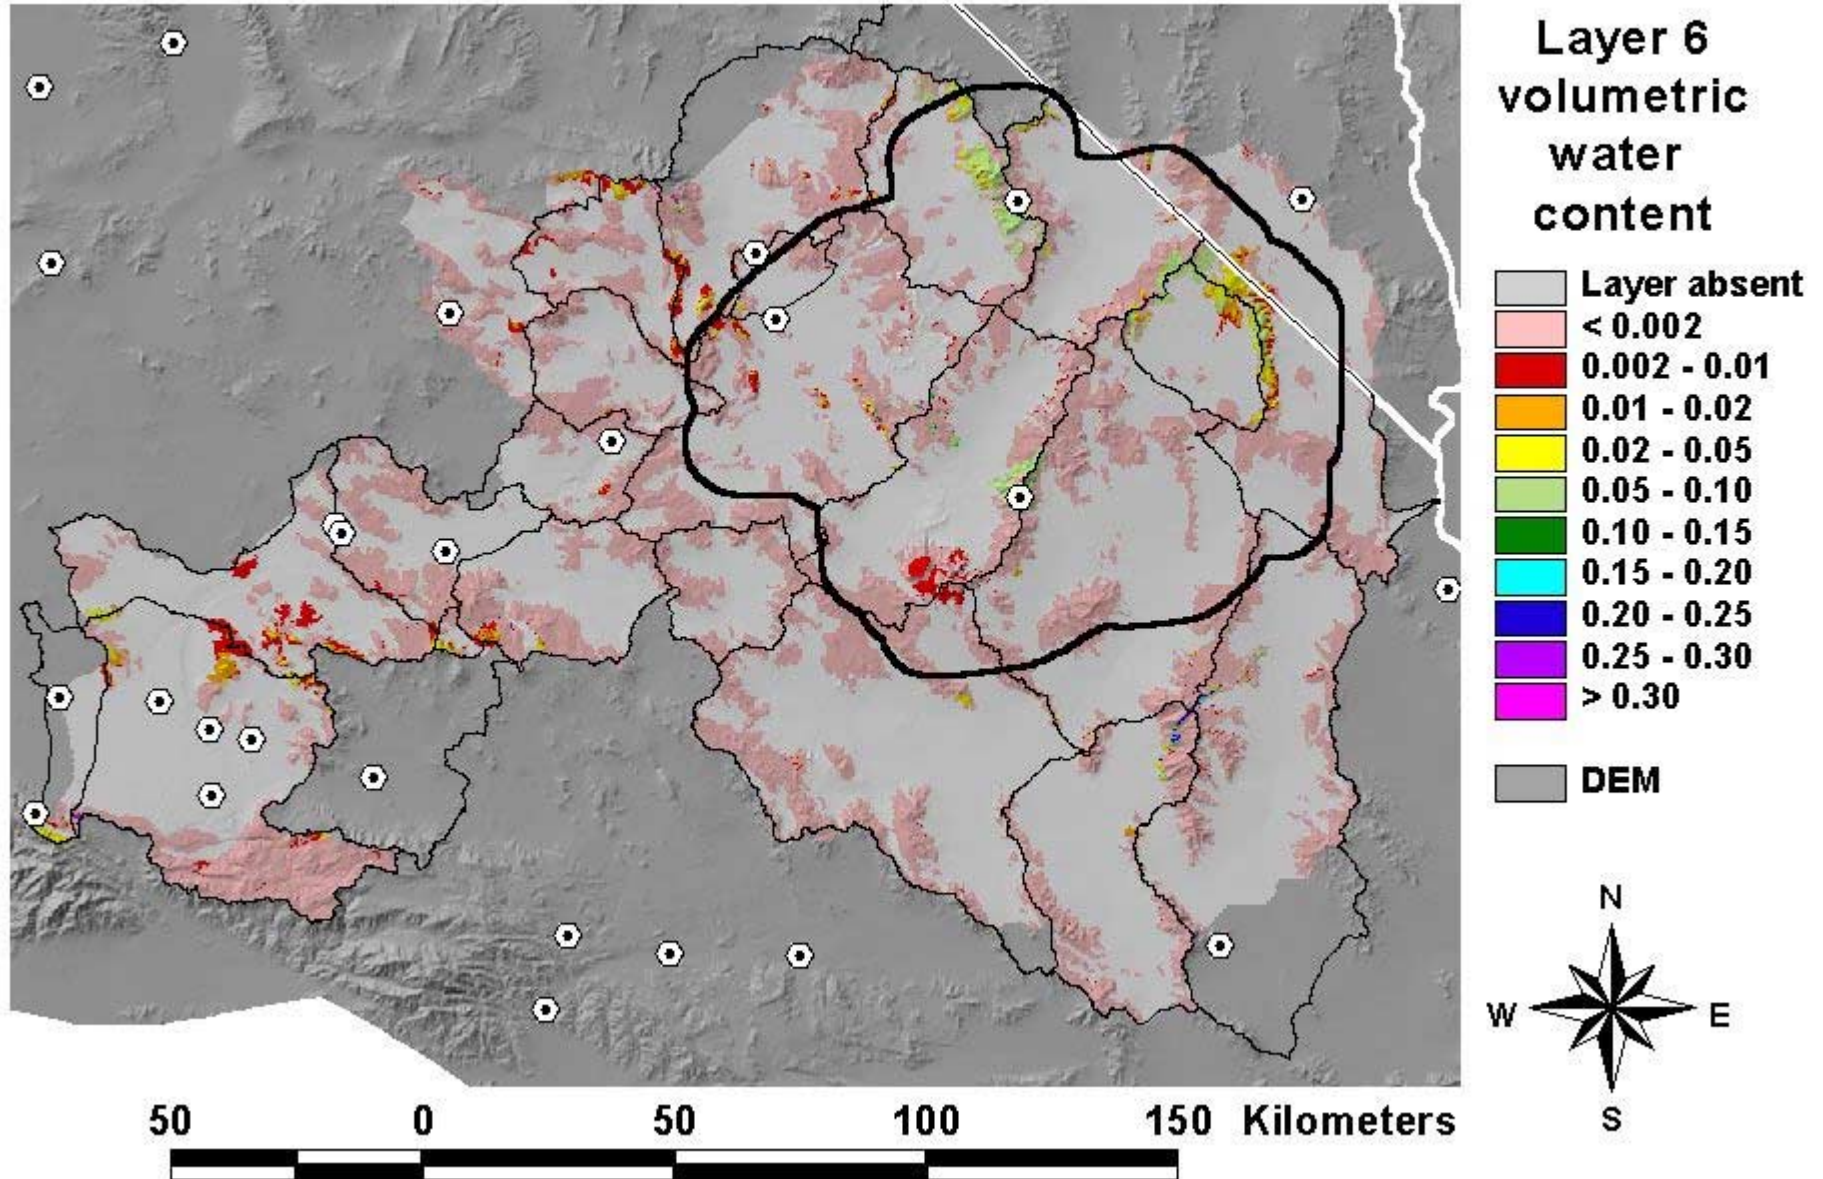 Layer 6
volumetric
water
content
Layer absent
< 0.002
0.002 - 0.01
0.01 - 0.02
0.02 - 0.05
0.05 - 0.10
0.10 - 0.15
0.15 - 0.20
0.20 - 0.25
0.25 - 0.30
> 0.30
DEM
N
W E
S
50 0 50 100 150 Kilometers